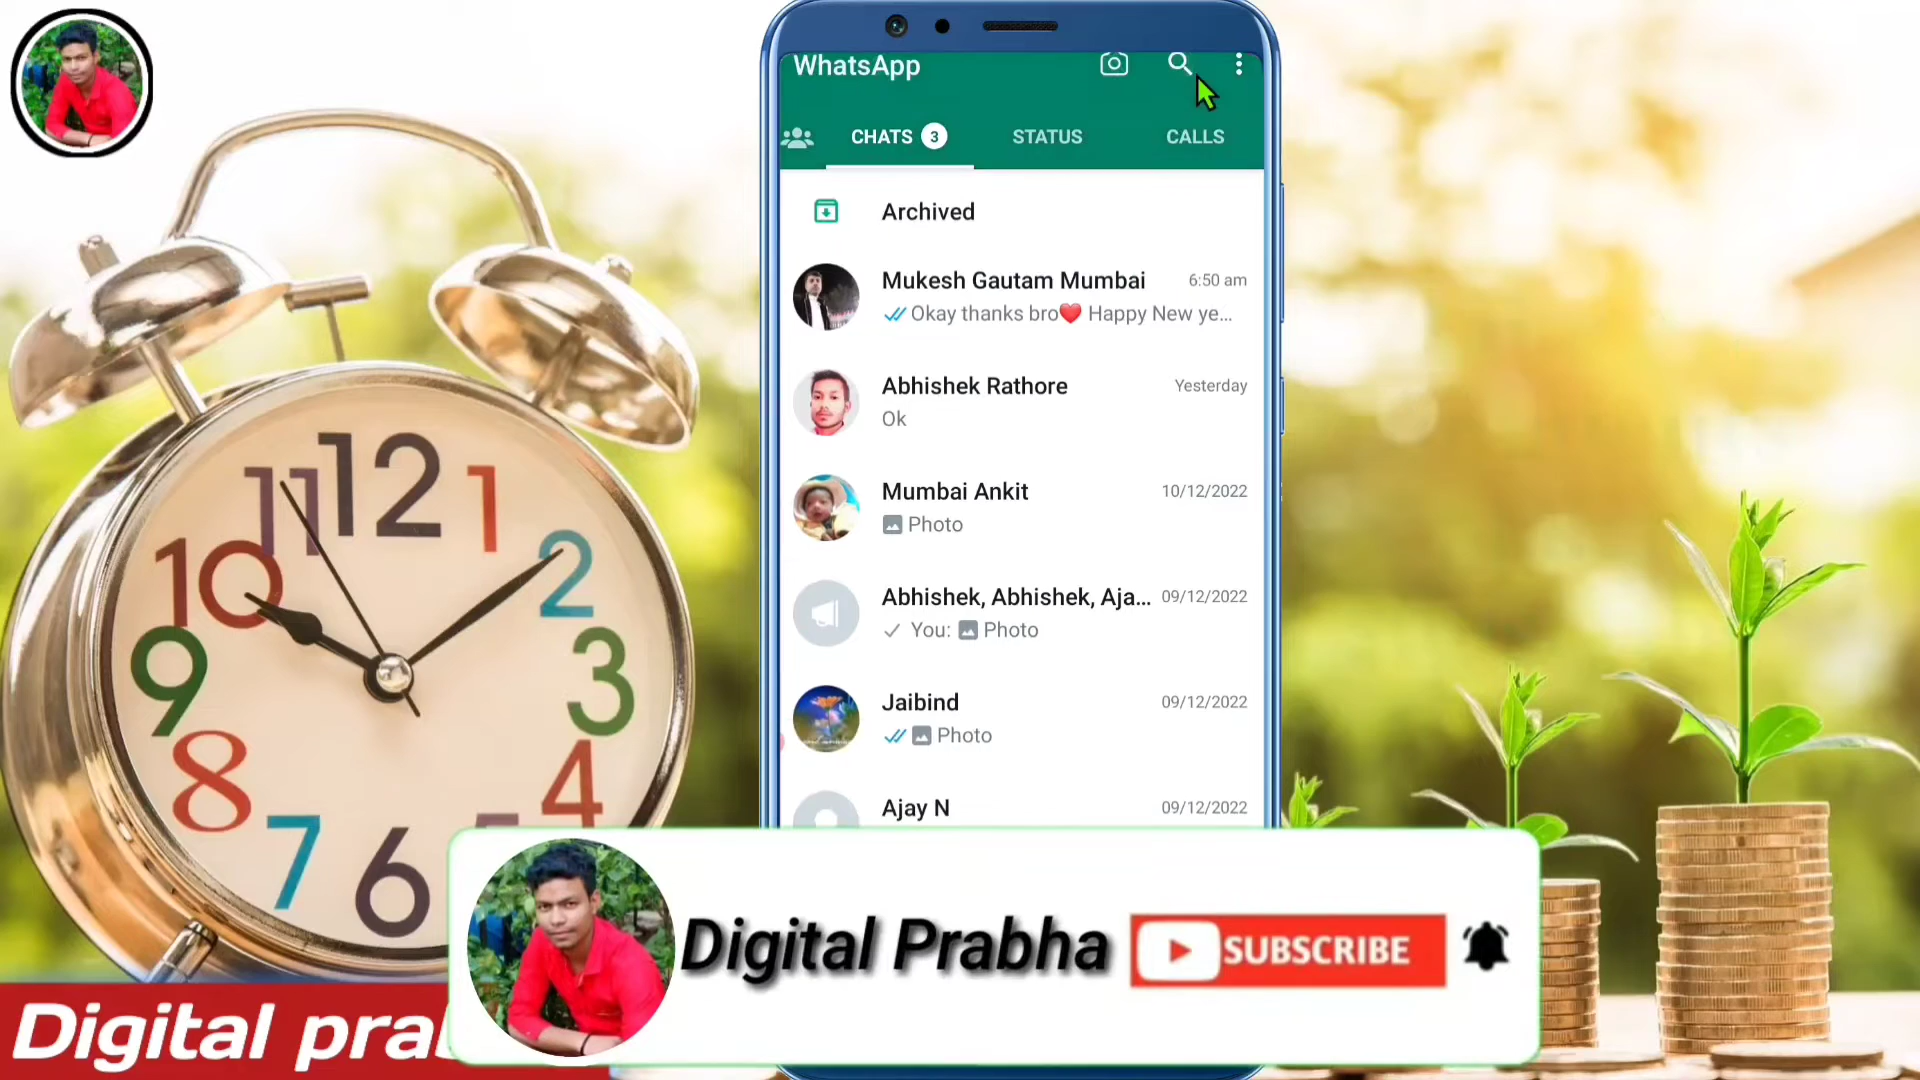 WhatsApp
CHATS 3
STATUS
CALLS
Archived
Mukesh Gautam Mumbai 6:50 am
Okay thanks bro❤️ Happy New ye...
Abhishek Rathore Yesterday
Ok
Mumbai Ankit 10/12/2022
Photo
Abhishek, Abhishek, Aja... 09/12/2022
You: Photo
Jaibind 09/12/2022
Photo
Ajay N 09/12/2022
11 12 1
10 2
9 3
8 4
7 6
Digital Prabha SUBSCRIBE
Digital prab